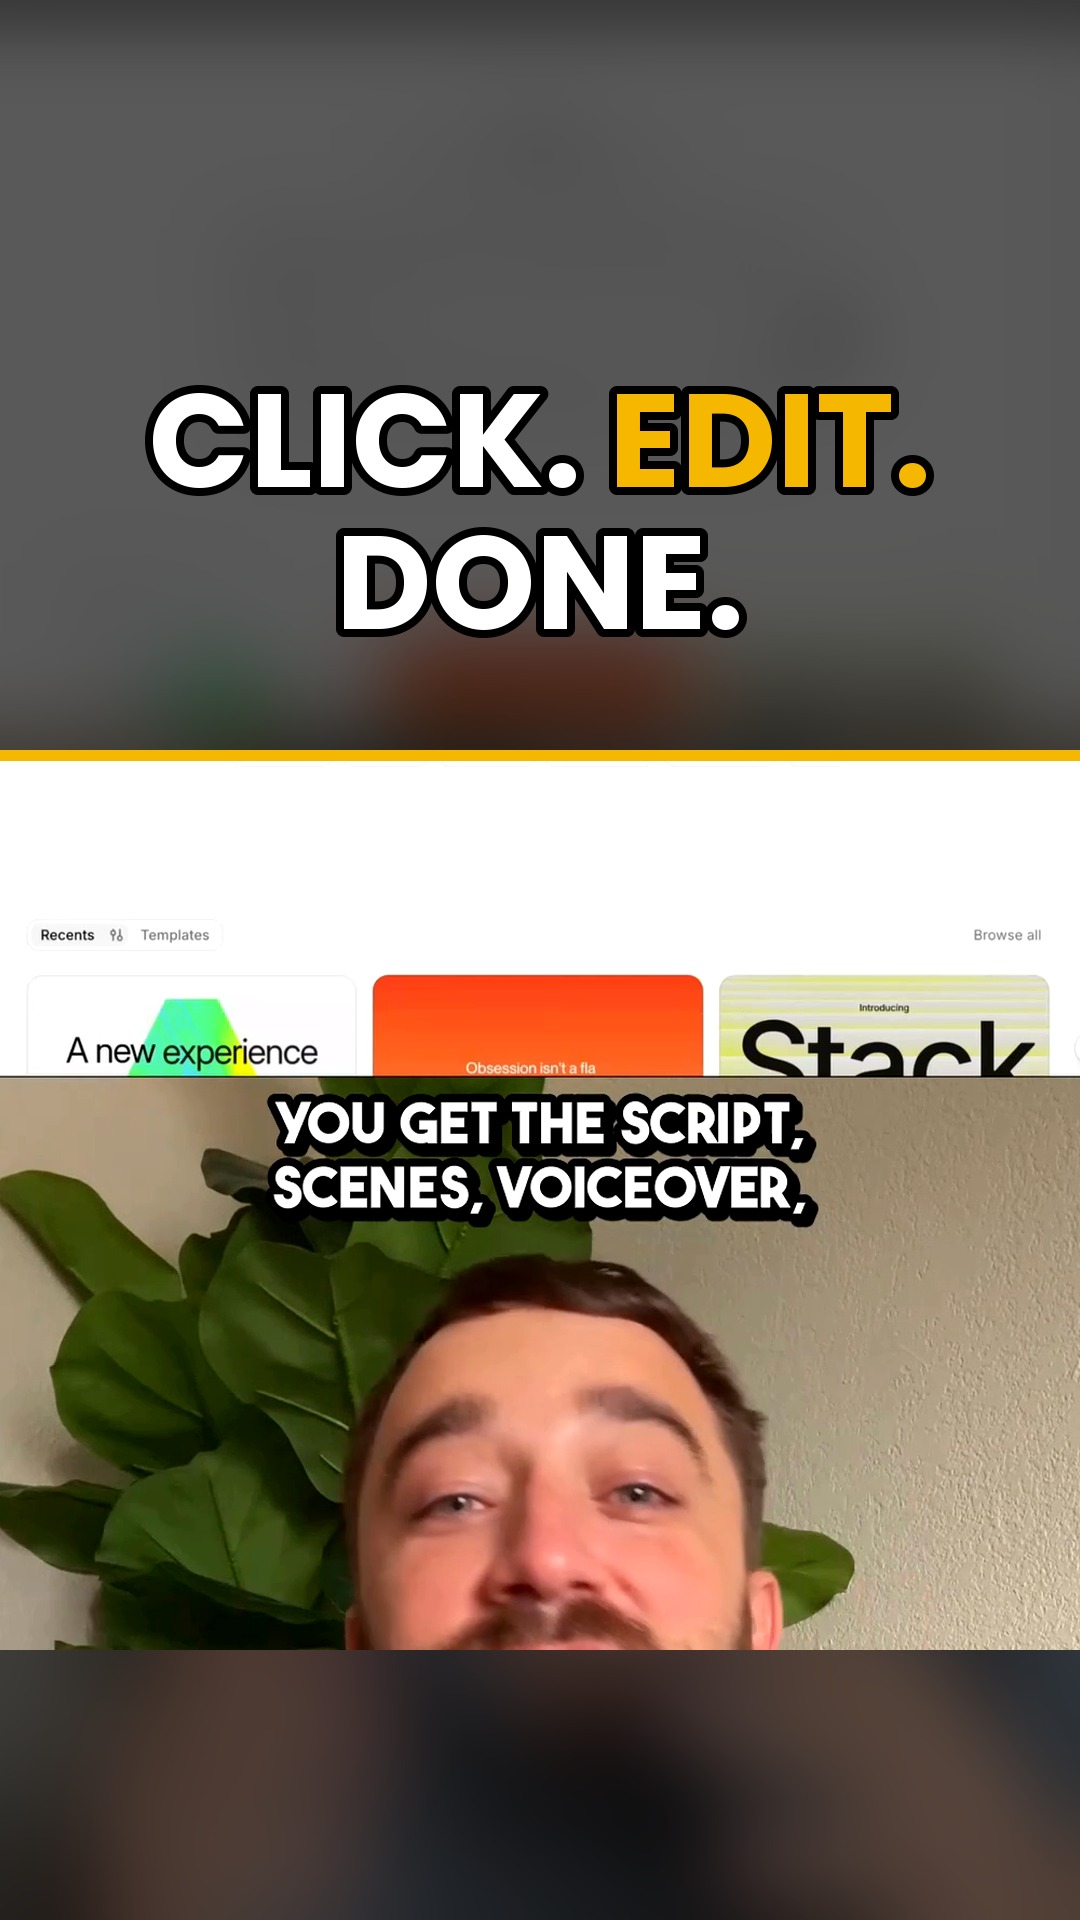 CLICK. EDIT.
DONE.
Recents Templates Browse all
A new experience
Obsession isn't a fla
Introducing
Stack
YOU GET THE SCRIPT,
SCENES, VOICEOVER,